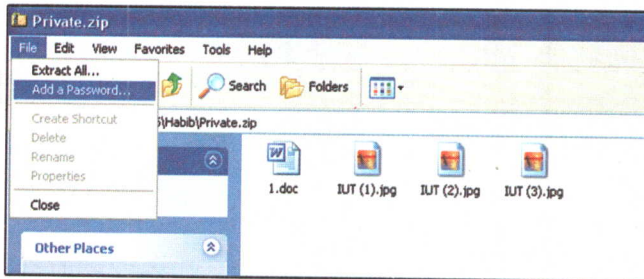 Private.zip
File Edit View Favorites Tools Help
Extract All...
Add a Password...
Create Shortcut
Delete
Rename
Properties
Close
Search Folders
\Habib\Private.zip
1.doc IUT (1).jpg IUT (2).jpg IUT (3).jpg
Other Places